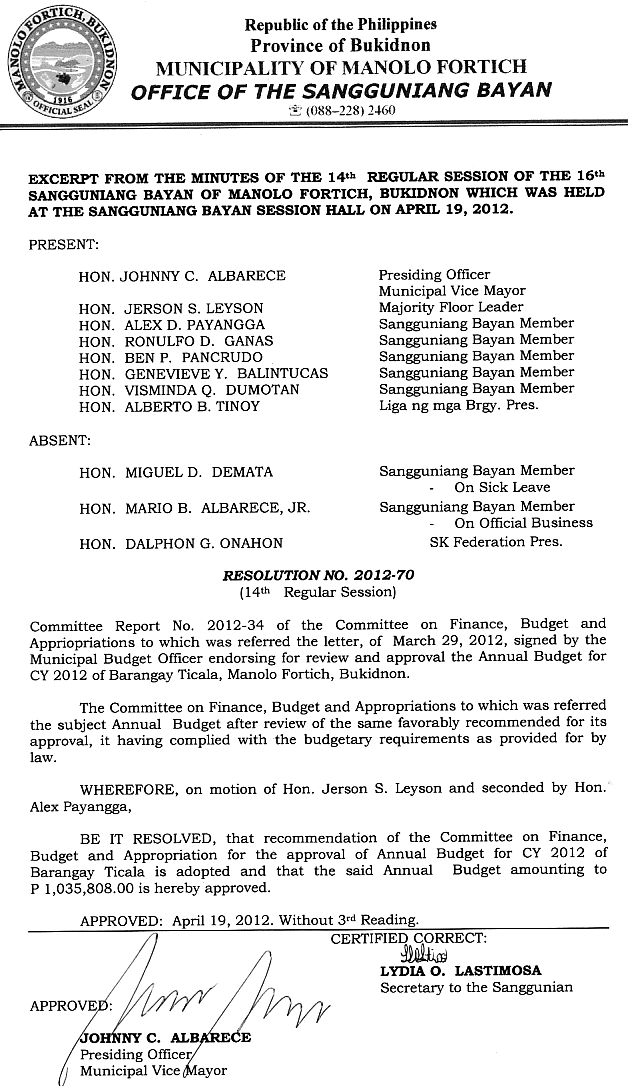 MANOLO FORTICH, BUKIDNON
1916
OFFICIAL SEAL
Republic of the Philippines
Province of Bukidnon
MUNICIPALITY OF MANOLO FORTICH
OFFICE OF THE SANGGUNIANG BAYAN
☏ (088–228) 2460
EXCERPT FROM THE MINUTES OF THE 14th REGULAR SESSION OF THE 16th
SANGGUNIANG BAYAN OF MANOLO FORTICH, BUKIDNON WHICH WAS HELD
AT THE SANGGUNIANG BAYAN SESSION HALL ON APRIL 19, 2012.
PRESENT:
HON. JOHNNY C. ALBARECE Presiding Officer
Municipal Vice Mayor
HON. JERSON S. LEYSON Majority Floor Leader
HON. ALEX D. PAYANGGA Sangguniang Bayan Member
HON. RONULFO D. GANAS Sangguniang Bayan Member
HON. BEN P. PANCRUDO Sangguniang Bayan Member
HON. GENEVIEVE Y. BALINTUCAS Sangguniang Bayan Member
HON. VISMINDA Q. DUMOTAN Sangguniang Bayan Member
HON. ALBERTO B. TINOY Liga ng mga Brgy. Pres.
ABSENT:
HON. MIGUEL D. DEMATA Sangguniang Bayan Member
- On Sick Leave
HON. MARIO B. ALBARECE, JR. Sangguniang Bayan Member
- On Official Business
HON. DALPHON G. ONAHON SK Federation Pres.
RESOLUTION NO. 2012-70
(14th Regular Session)
Committee Report No. 2012-34 of the Committee on Finance, Budget and
Appriopriations to which was referred the letter, of March 29, 2012, signed by the
Municipal Budget Officer endorsing for review and approval the Annual Budget for
CY 2012 of Barangay Ticala, Manolo Fortich, Bukidnon.
The Committee on Finance, Budget and Appropriations to which was referred
the subject Annual Budget after review of the same favorably recommended for its
approval, it having complied with the budgetary requirements as provided for by
law.
WHEREFORE, on motion of Hon. Jerson S. Leyson and seconded by Hon.
Alex Payangga,
BE IT RESOLVED, that recommendation of the Committee on Finance,
Budget and Appropriation for the approval of Annual Budget for CY 2012 of
Barangay Ticala is adopted and that the said Annual Budget amounting to
P 1,035,808.00 is hereby approved.
APPROVED: April 19, 2012. Without 3rd Reading.
CERTIFIED CORRECT:
LYDIA O. LASTIMOSA
Secretary to the Sanggunian
APPROVED:
JOHNNY C. ALBARECE
Presiding Officer
Municipal Vice Mayor